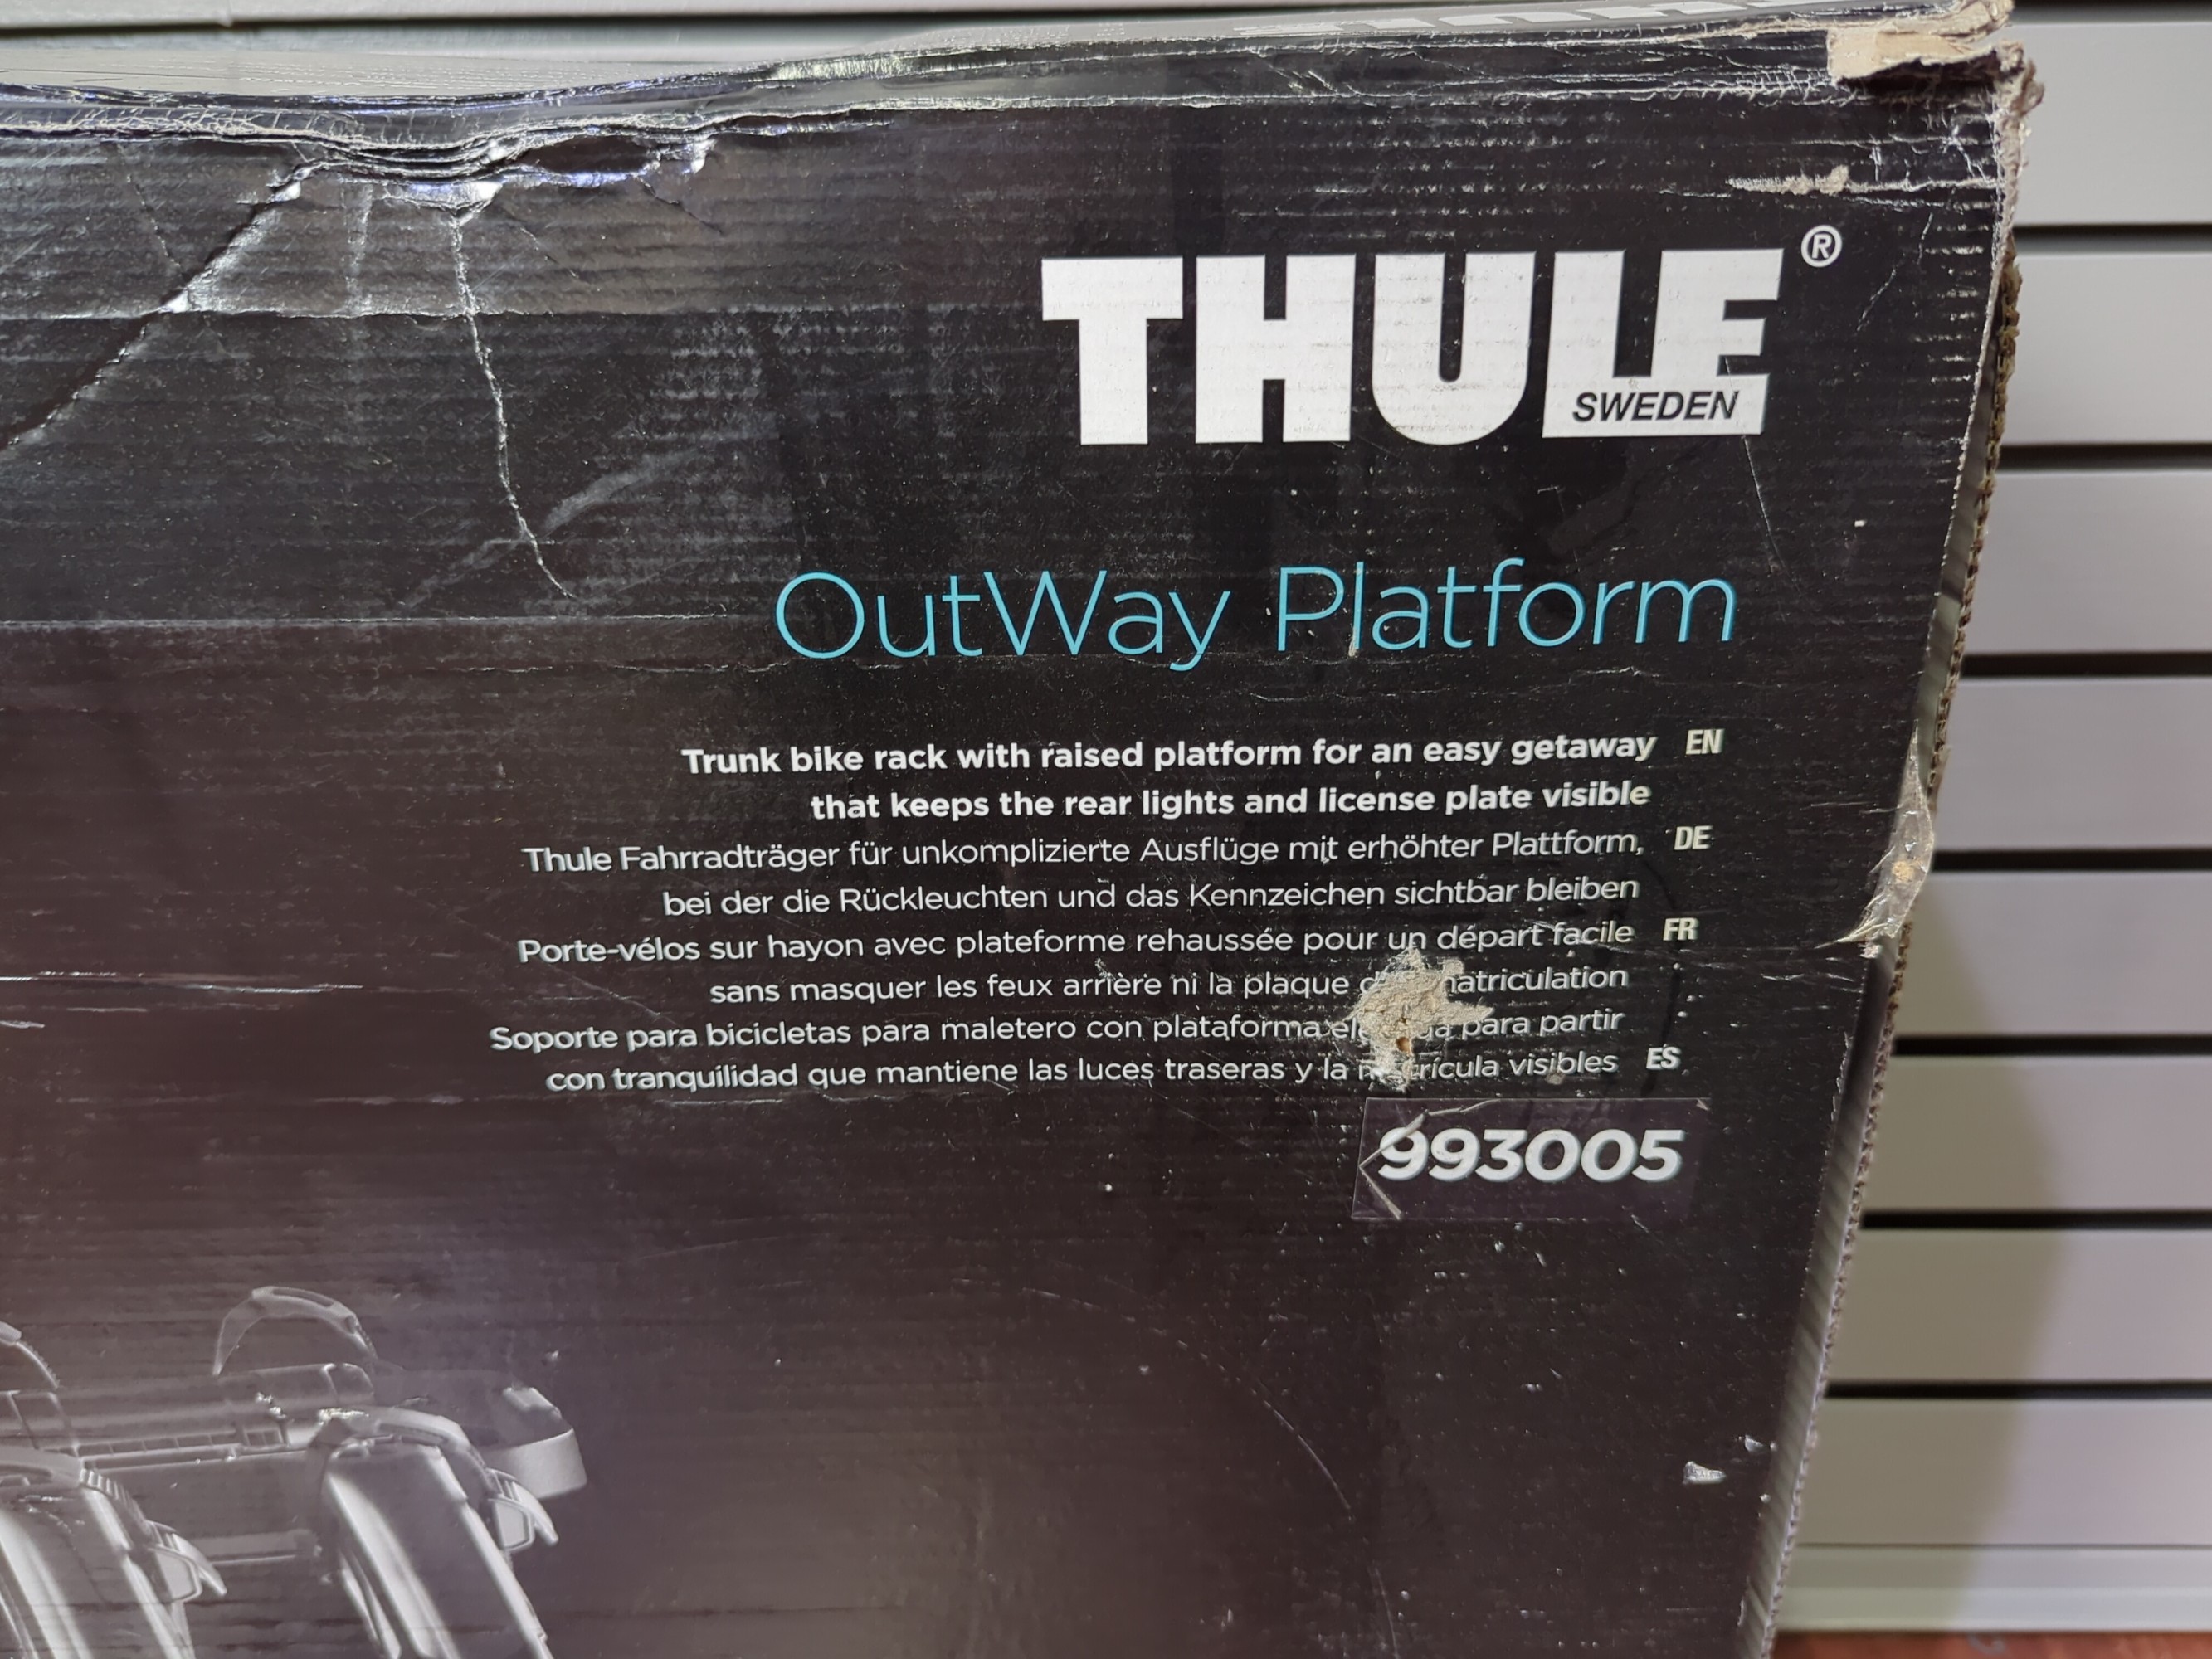 THULE®
SWEDEN
OutWay Platform
Trunk bike rack with raised platform for an easy getaway EN
that keeps the rear lights and license plate visible
Thule Fahrradträger für unkomplizierte Ausflüge mit erhöhter Plattform, DE
bei der die Rückleuchten und das Kennzeichen sichtbar bleiben
Porte-vélos sur hayon avec plateforme rehaussée pour un départ facile FR
sans masquer les feux arrière ni la plaque
Soporte para bicicletas para maletero con plataforma para partir
con tranquilidad que mantiene las luces traseras y la visibles ES
993005